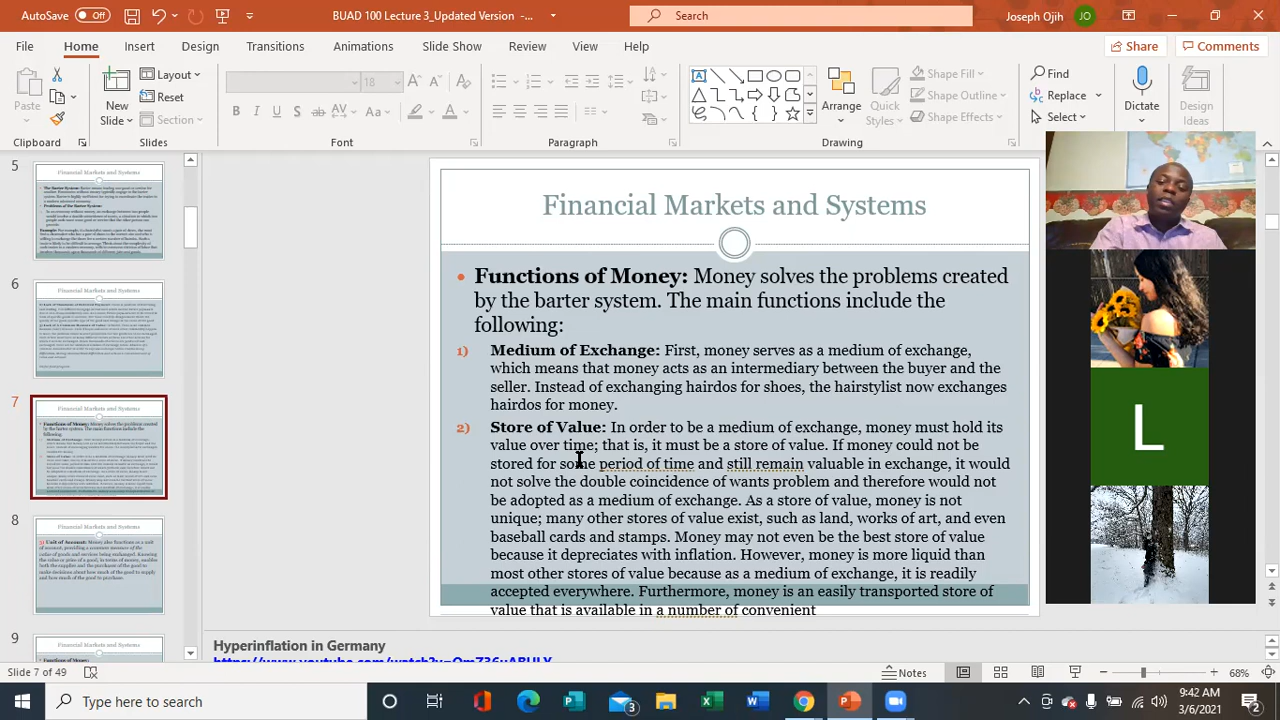 AutoSave Off BUAD 100 Lecture 3_Updated Version -... Search Joseph Ojih JO
File Home Insert Design Transitions Animations Slide Show Review View Help Share Comments
Paste New Slide Layout Reset Section 18 Arrange Quick Styles Shape Fill Shape Outline Shape Effects Find Replace Select Dictate Design Ideas
Clipboard Slides Font Paragraph Drawing Voice Designer
5
6
7
8
9
Financial Markets and Systems
Functions of Money: Money solves the problems created
by the barter system. The main functions include the
following:
1) Medium of Exchange: First, money serves as a medium of exchange,
which means that money acts as an intermediary between the buyer and the
seller. Instead of exchanging hairdos for shoes, the hairstylist now exchanges
hairdos for money.
2) Store of Value: In order to be a medium of exchange, money must hold its
value over time; that is, it must be a store of value. If money could not be
stored for some period of time and still remain valuable in exchange, it would
not solve the double coincidence of wants problem and therefore would not
be adopted as a medium of exchange. As a store of value, money is not
unique; many other stores of value exist, such as land, works of art, and even
baseball cards and stamps. Money may not even be the best store of value
because it depreciates with inflation. However, money is more liquid than
most other stores of value because as a medium of exchange, it is readily
accepted everywhere. Furthermore, money is an easily transported store of
value that is available in a number of convenient
L
Hyperinflation in Germany
Slide 7 of 49 Notes 68%
Type here to search 3 9:42 AM 2